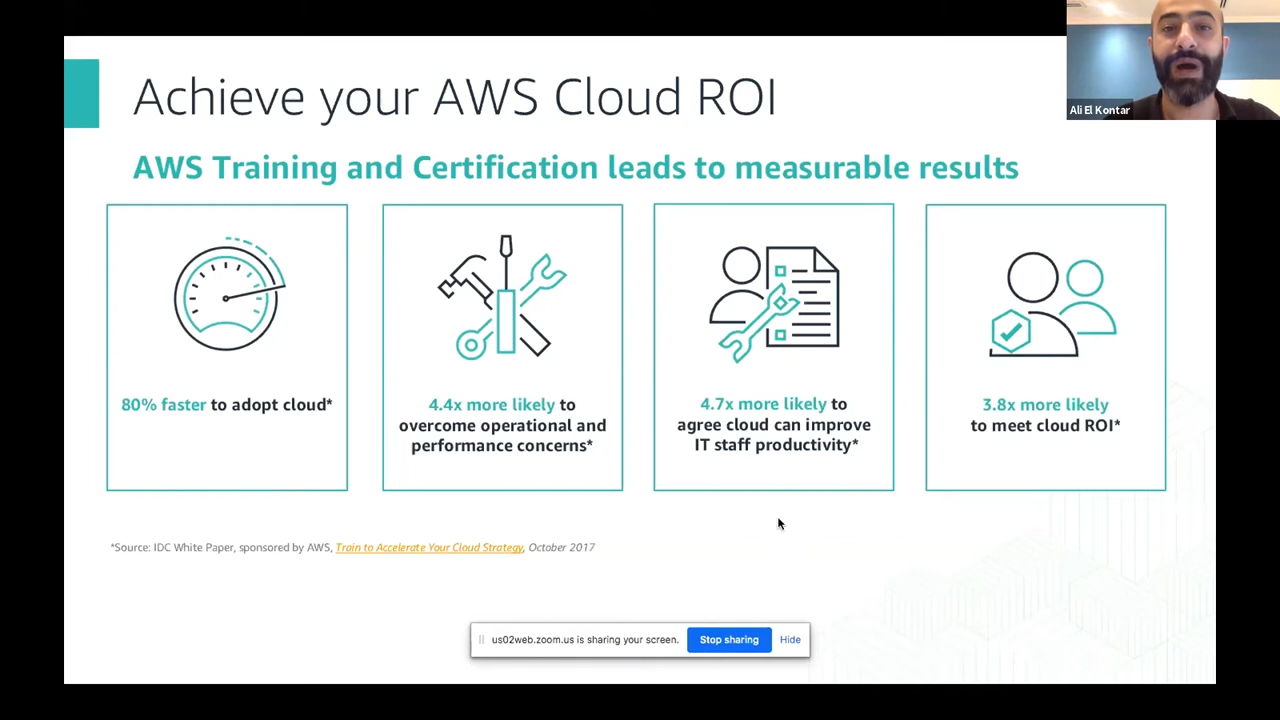 Achieve your AWS Cloud ROI
Ali El Kontar
AWS Training and Certification leads to measurable results
80% faster to adopt cloud*
4.4x more likely to
overcome operational and
performance concerns*
4.7x more likely to
agree cloud can improve
IT staff productivity*
3.8x more likely
to meet cloud ROI*
*Source: IDC White Paper, sponsored by AWS, Train to Accelerate Your Cloud Strategy, October 2017
us02web.zoom.us is sharing your screen. Stop sharing Hide